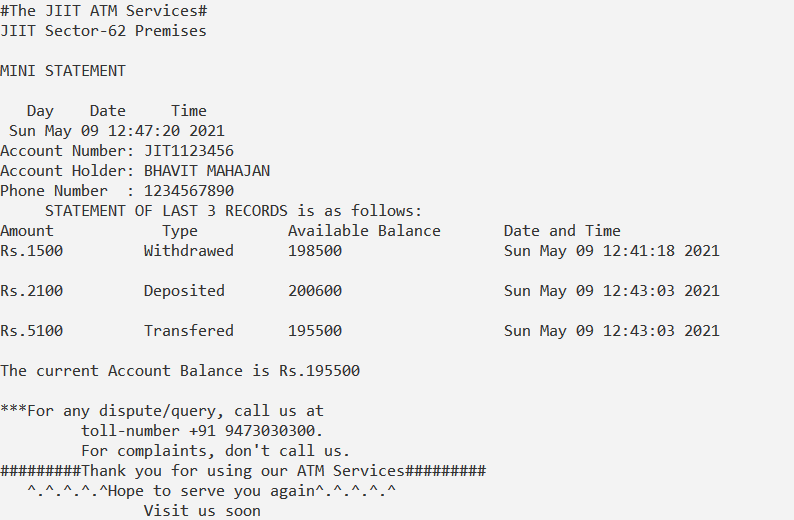 #The JIIT ATM Services#
JIIT Sector-62 Premises
MINI STATEMENT
Day Date Time
Sun May 09 12:47:20 2021
Account Number: JIT1123456
Account Holder: BHAVIT MAHAJAN
Phone Number : 1234567890
STATEMENT OF LAST 3 RECORDS is as follows:
Amount Type Available Balance Date and Time
Rs.1500 Withdrawed 198500 Sun May 09 12:41:18 2021
Rs.2100 Deposited 200600 Sun May 09 12:43:03 2021
Rs.5100 Transfered 195500 Sun May 09 12:43:03 2021
The current Account Balance is Rs.195500
***For any dispute/query, call us at
toll-number +91 9473030300.
For complaints, don't call us.
#########Thank you for using our ATM Services#########
^.^.^.^.^Hope to serve you again^.^.^.^.^
Visit us soon